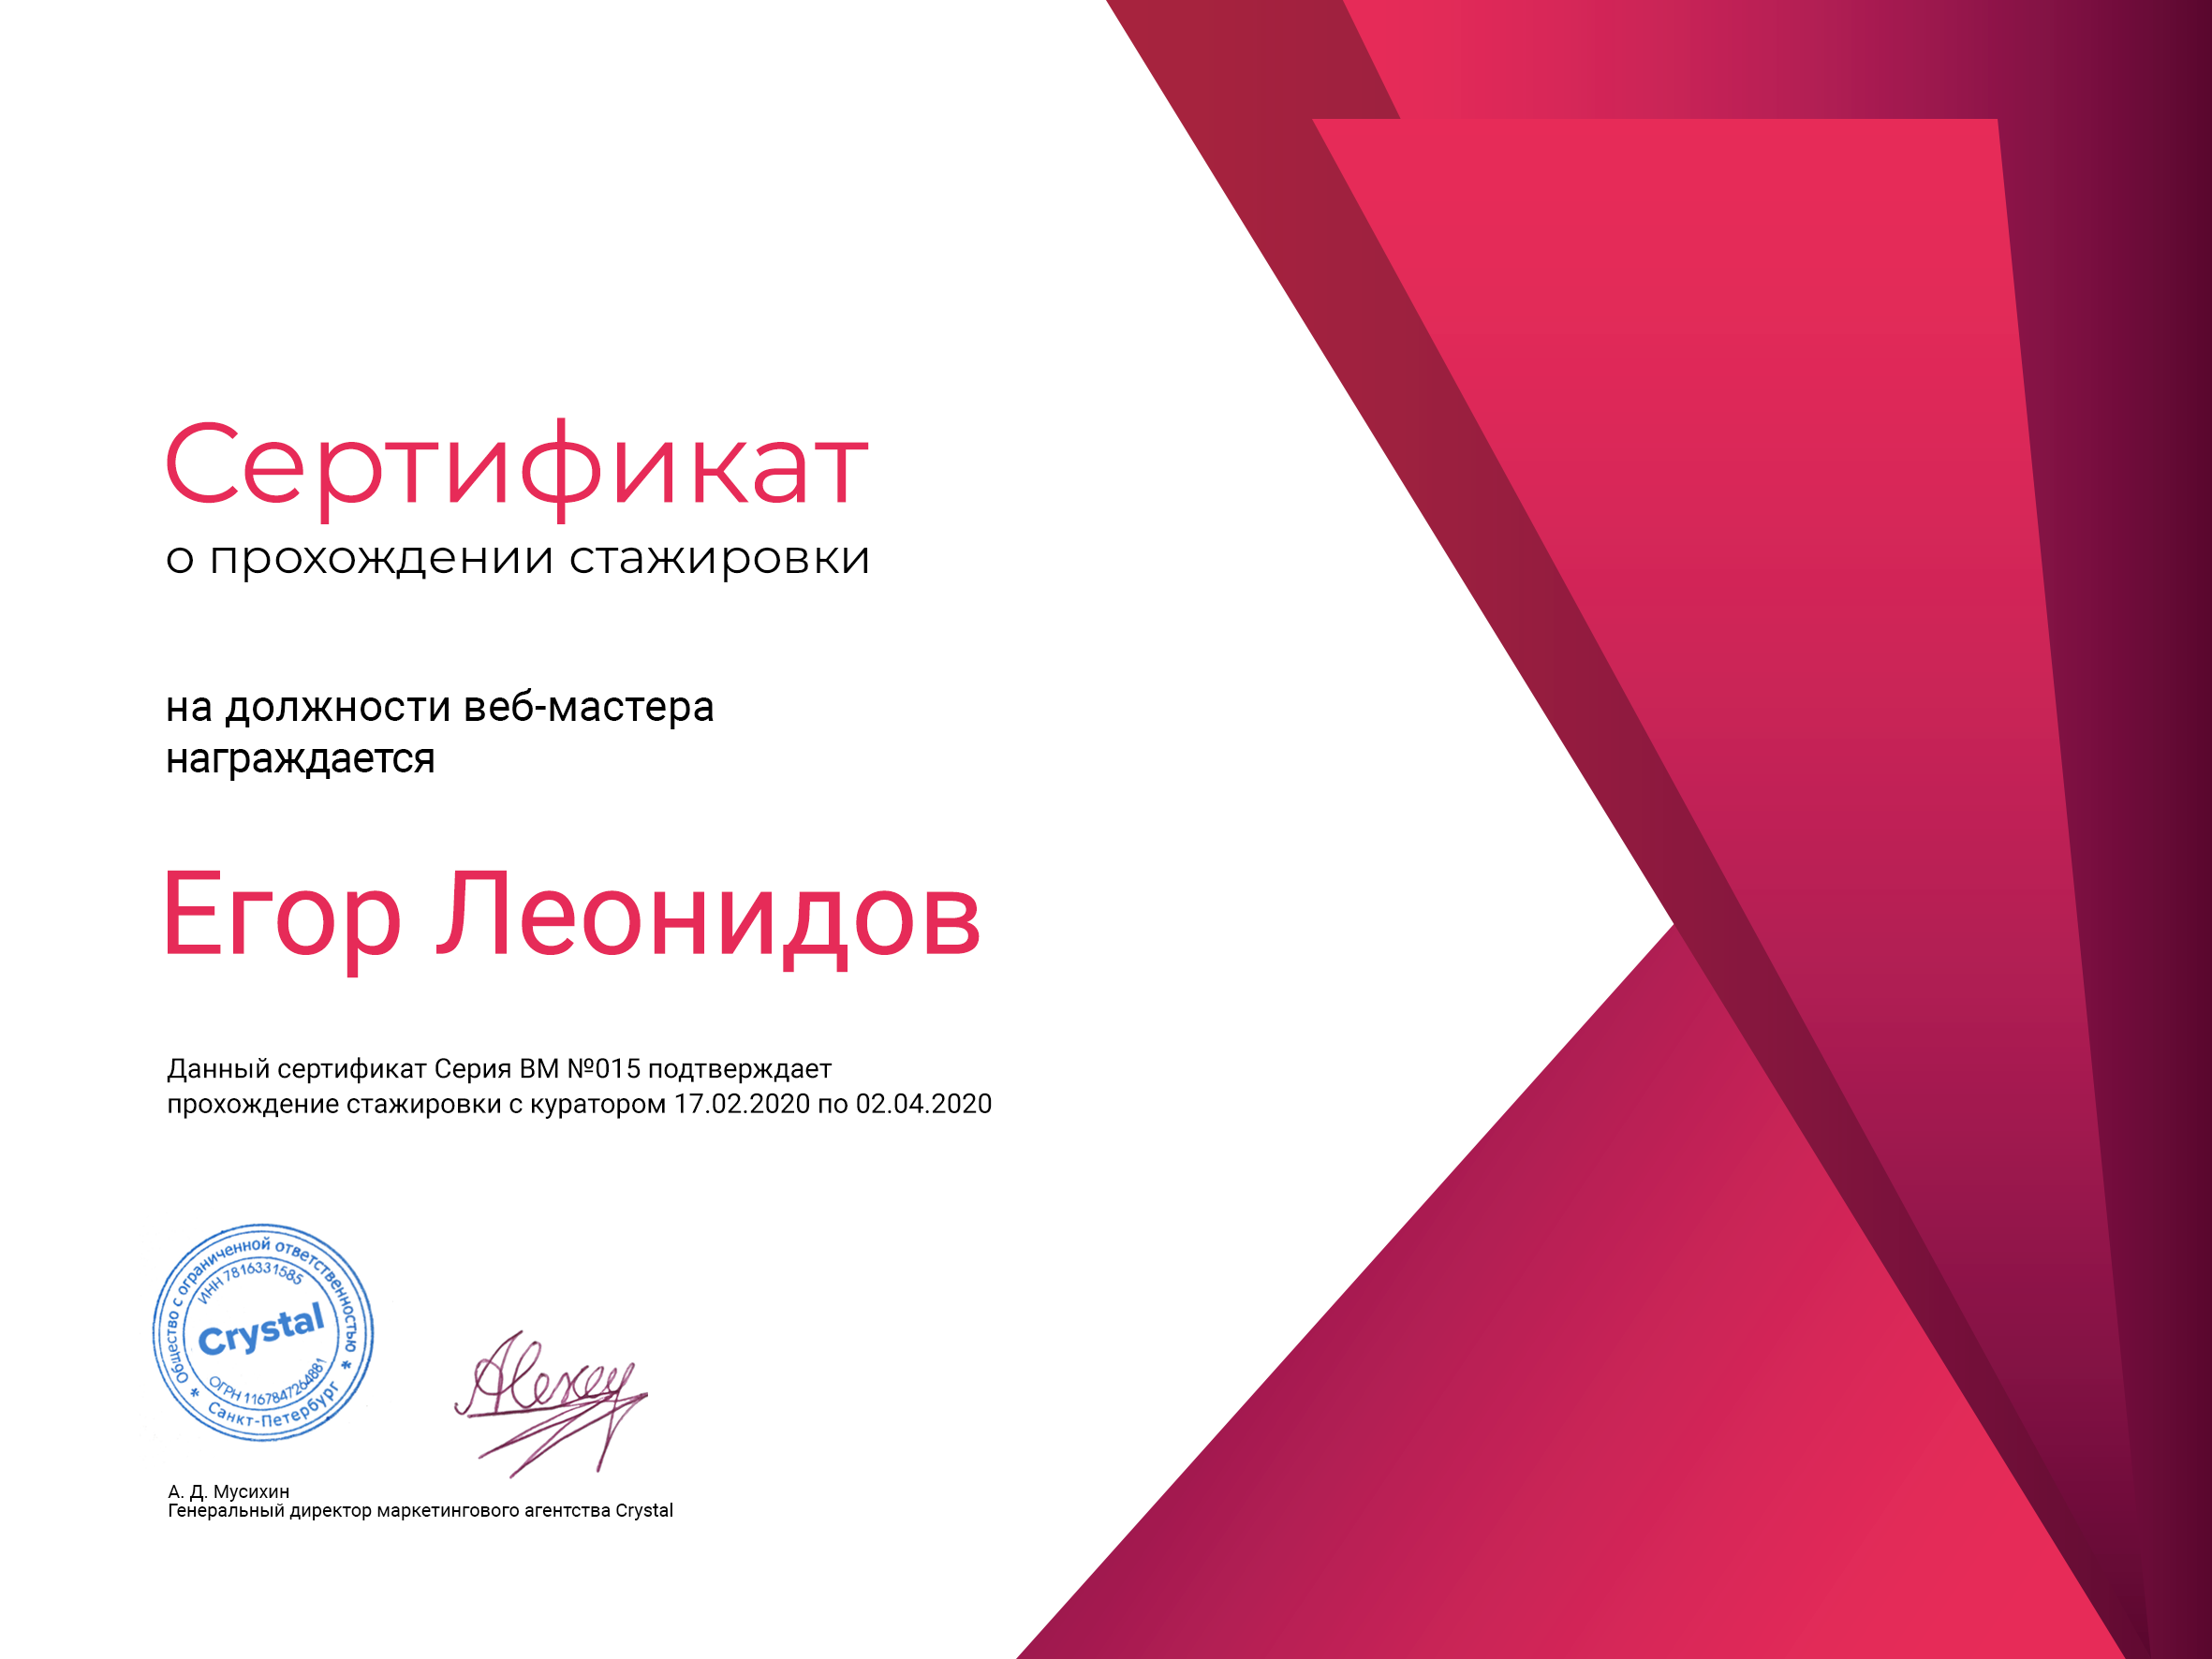 Сертификат
о прохождении стажировки
на должности веб-мастера
награждается
Егор Леонидов
Данный сертификат Серия ВМ №015 подтверждает
прохождение стажировки с куратором 17.02.2020 по 02.04.2020
Общество с ограниченной ответственностью
ИНН 7816331585
Crystal
ОГРН 1167847264881
* Санкт-Петербург *
Alexey
А. Д. Мусихин
Генеральный директор маркетингового агентства Crystal